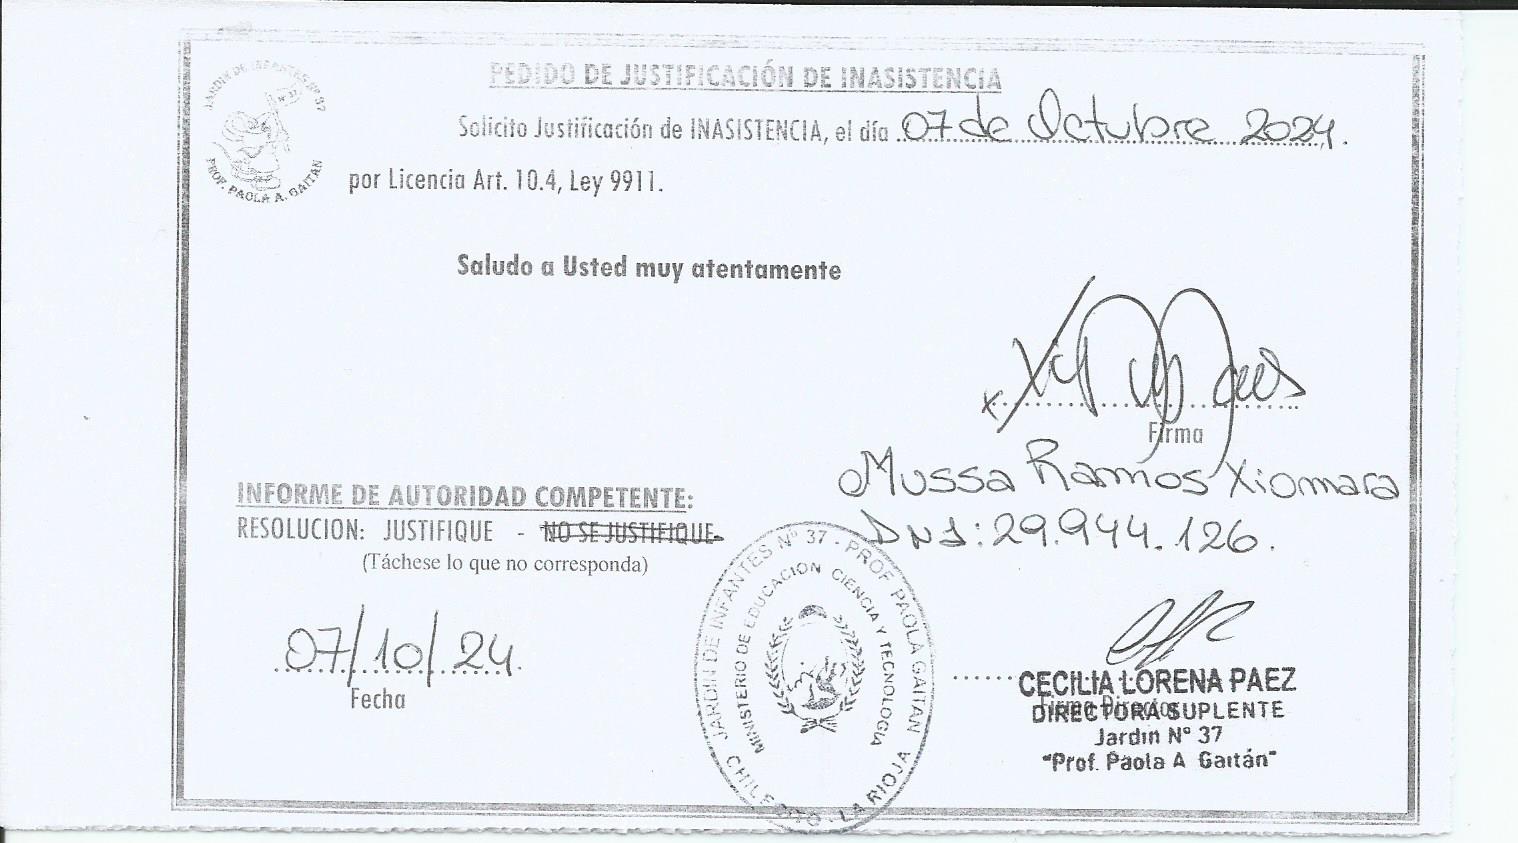 JARDIN DE INFANTES Nº 37
Nº 37
PROF. PAOLA A. GAITAN
PEDIDO DE JUSTIFICACIÓN DE INASISTENCIA
Solicito Justificación de INASISTENCIA, el día 07 de Octubre 2024.
por Licencia Art. 10.4, Ley 9911.
Saludo a Usted muy atentamente
Firma
Mussa Ramos Xiomara
DNI: 29.944.126.
INFORME DE AUTORIDAD COMPETENTE:
RESOLUCION: JUSTIFIQUE - NO SE JUSTIFIQUE
(Táchese lo que no corresponda)
07/10/24.
Fecha
JARDIN DE INFANTES Nº 37 - PROF PAOLA GAITAN
MINISTERIO DE EDUCACION CIENCIA Y TECNOLOGIA
CHILECITO - LA RIOJA
CECILIA LORENA PAEZ
DIRECTORA SUPLENTE
Jardin Nº 37
"Prof. Paola A Gaitán"